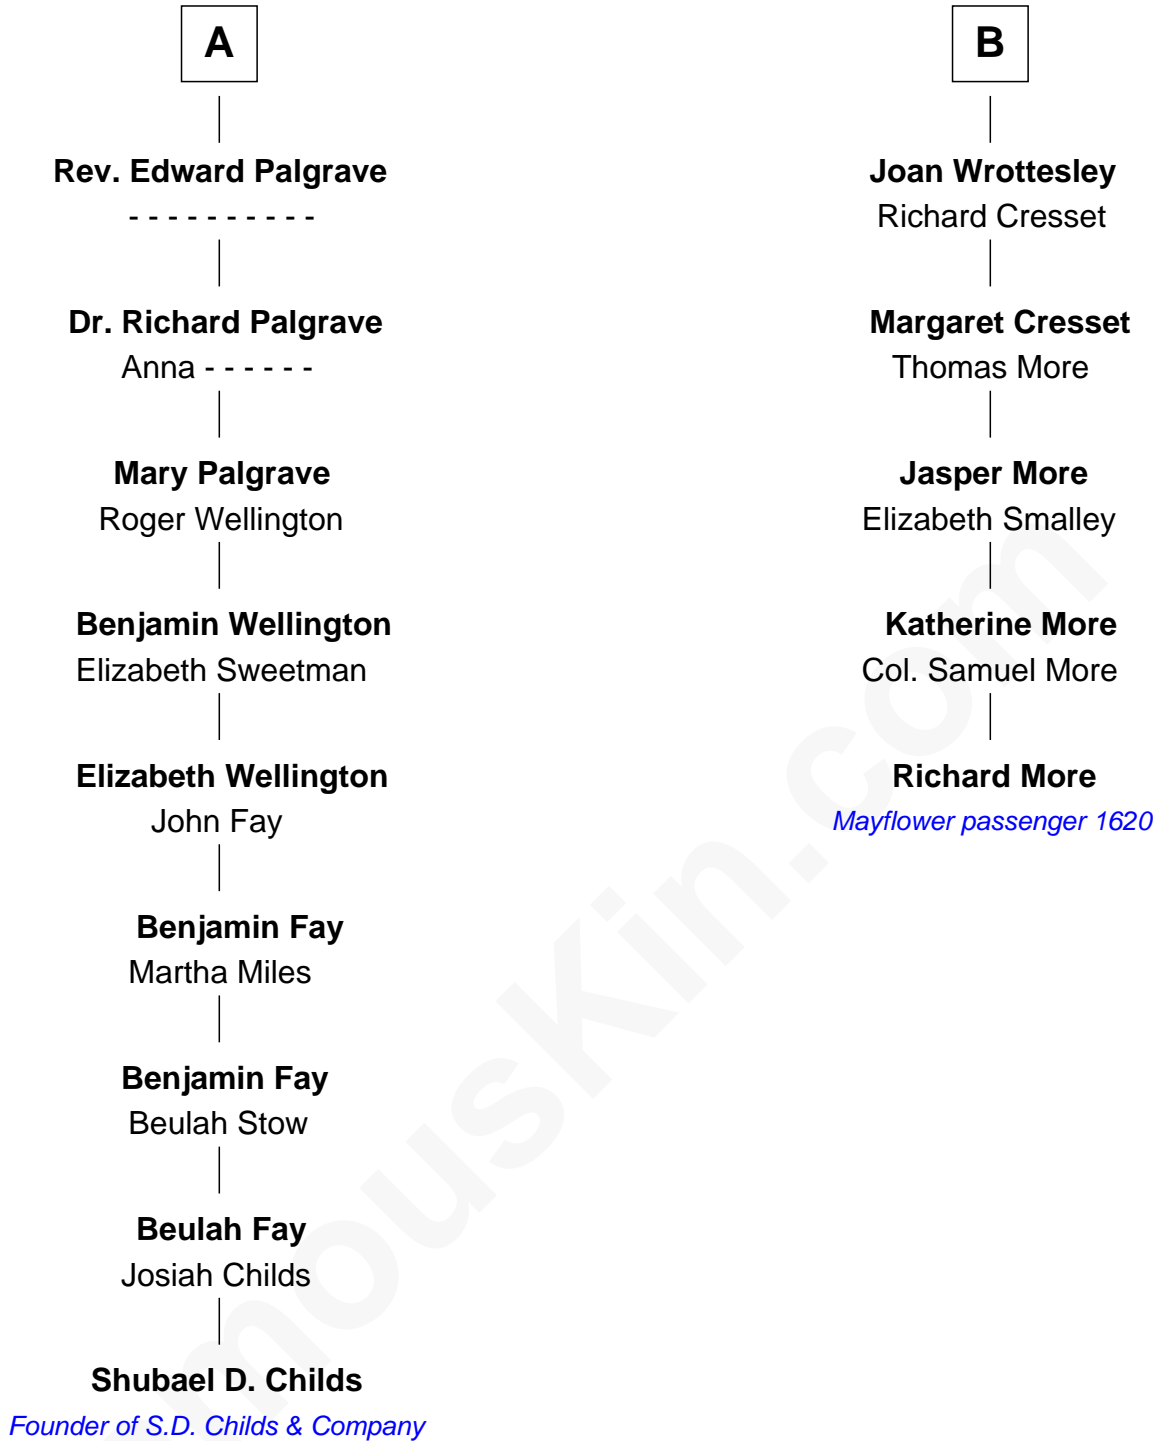 A
Rev. Edward Palgrave
- - - - - - - - - -
Dr. Richard Palgrave
Anna - - - - - -
Mary Palgrave
Roger Wellington
Benjamin Wellington
Elizabeth Sweetman
Elizabeth Wellington
John Fay
Benjamin Fay
Martha Miles
Benjamin Fay
Beulah Stow
Beulah Fay
Josiah Childs
Shubael D. Childs
Founder of S.D. Childs & Company
B
Joan Wrottesley
Richard Cresset
Margaret Cresset
Thomas More
Jasper More
Elizabeth Smalley
Katherine More
Col. Samuel More
Richard More
Mayflower passenger 1620
mousKin.com